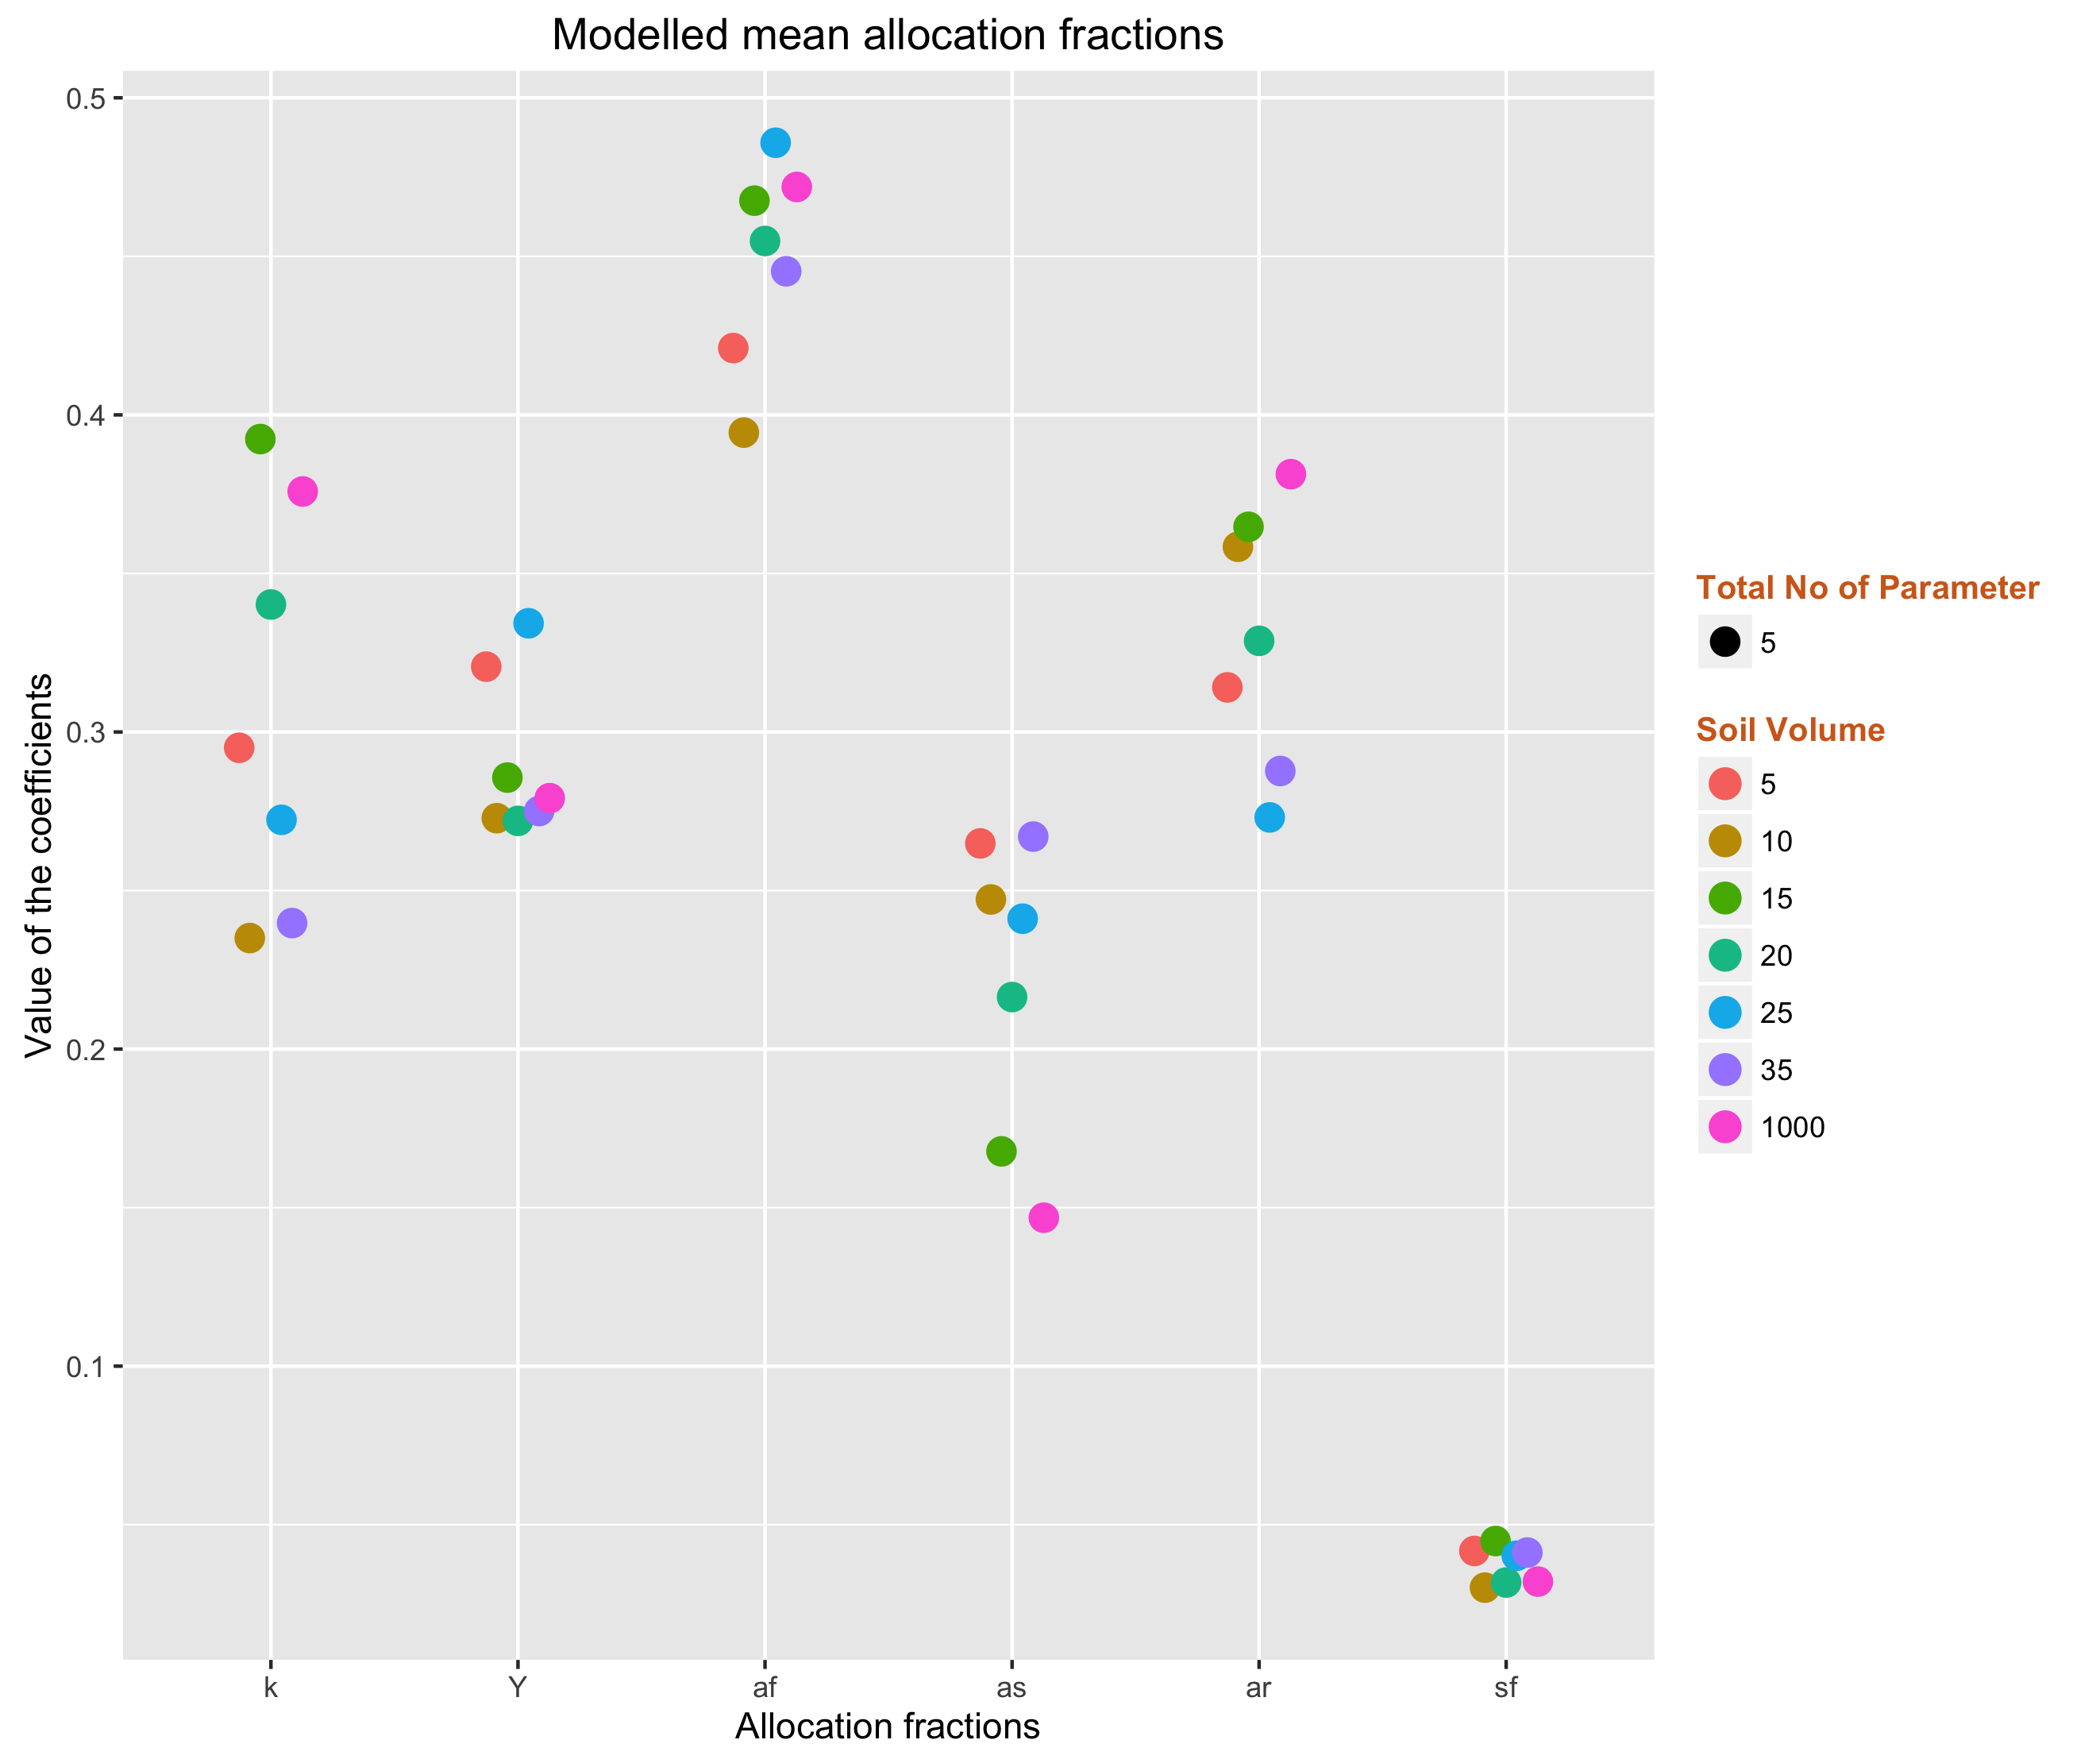 Modelled mean allocation fractions
0.5
0.4
0.3
0.2
0.1
Value of the coefficients
k Y af as ar sf
Allocation fractions
Total No of Parameter
5
Soil Volume
5
10
15
20
25
35
1000